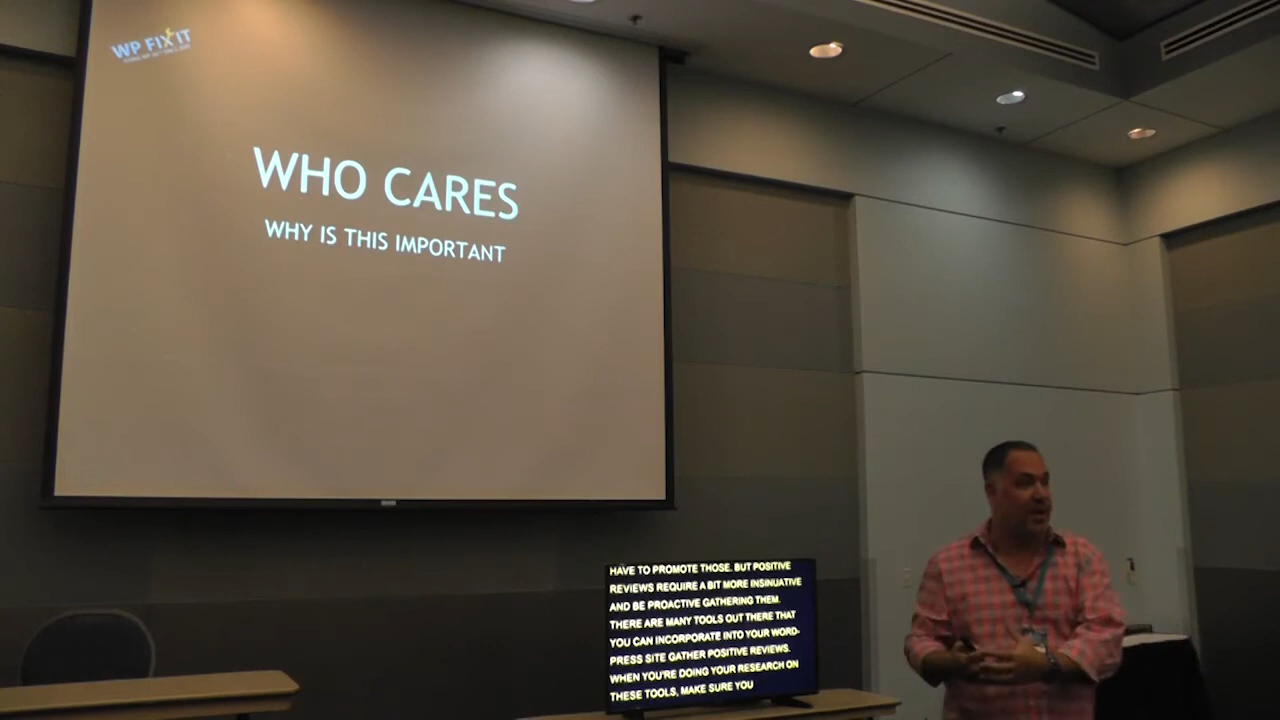 WP FIX IT
WHO CARES
WHY IS THIS IMPORTANT
HAVE TO PROMOTE THOSE. BUT POSITIVE
REVIEWS REQUIRE A BIT MORE INSINUATIVE
AND BE PROACTIVE GATHERING THEM.
THERE ARE MANY TOOLS OUT THERE THAT
YOU CAN INCORPORATE INTO YOUR WORD-
PRESS SITE GATHER POSITIVE REVIEWS.
WHEN YOU'RE DOING YOUR RESEARCH ON
THESE TOOLS, MAKE SURE YOU